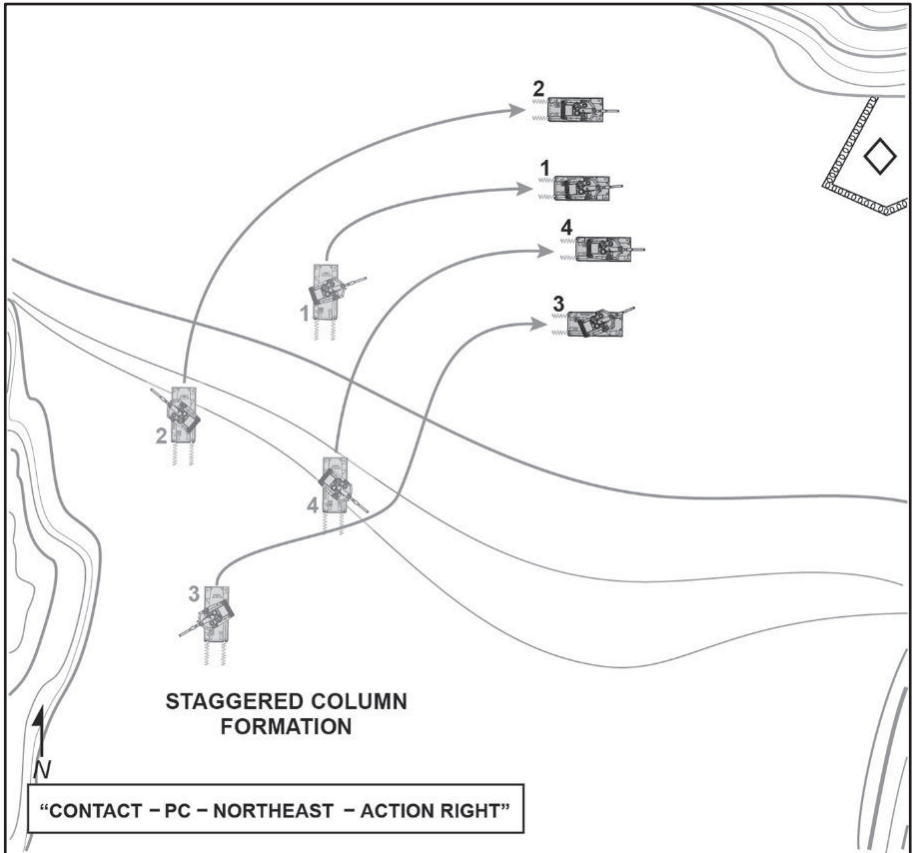 2
1
4
3
1
2
4
3
STAGGERED COLUMN
FORMATION
N
“CONTACT – PC – NORTHEAST – ACTION RIGHT”